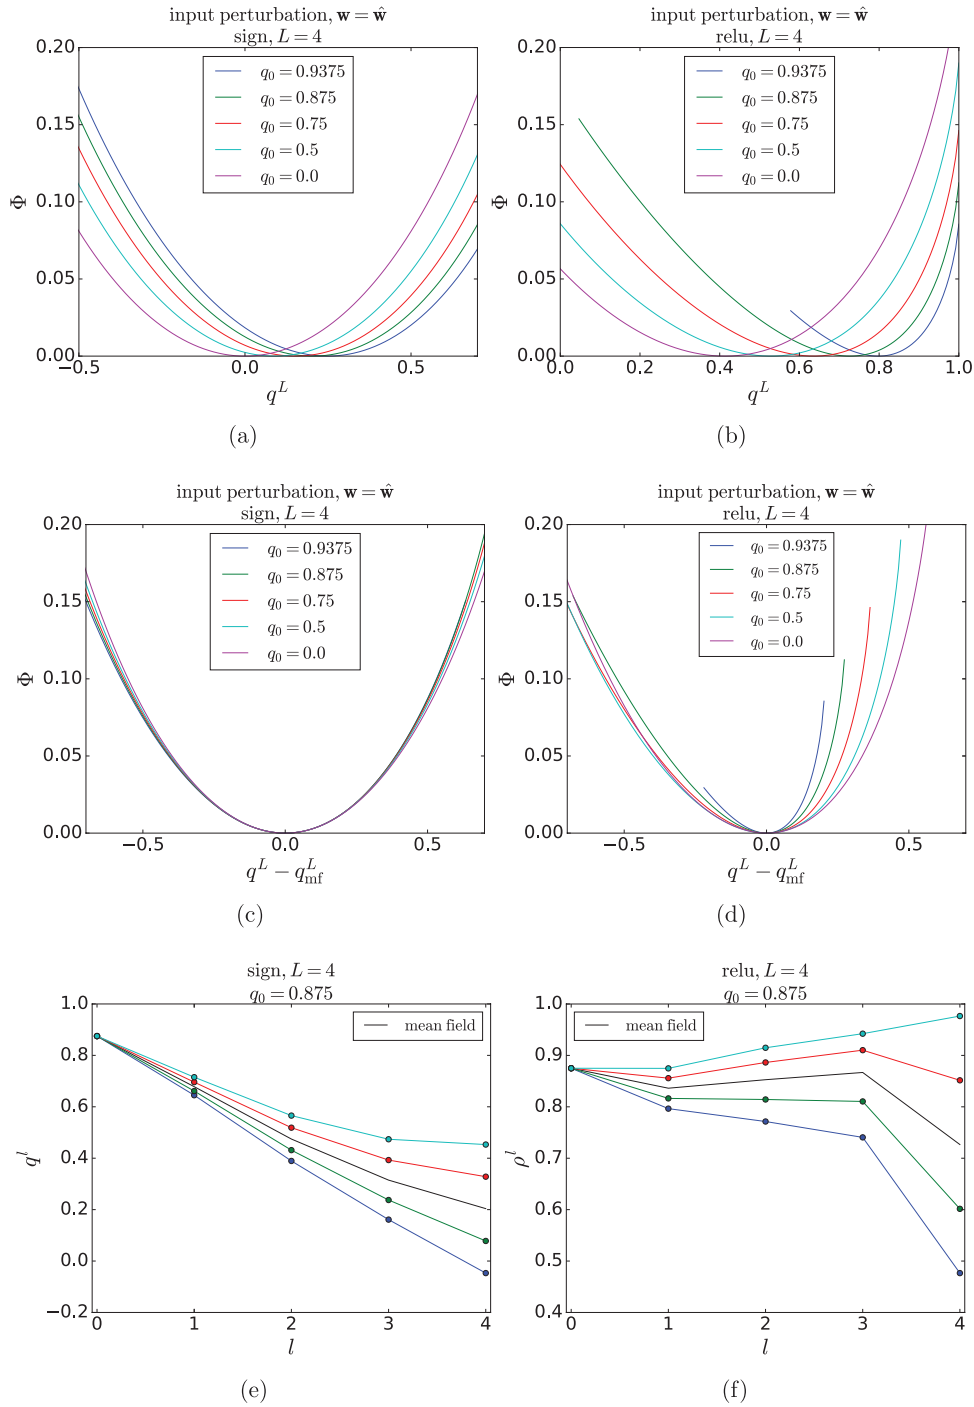 input perturbation, w = ŵ
sign, L = 4
0.20
0.15
0.10
0.05
0.00
Φ
q₀ = 0.9375
q₀ = 0.875
q₀ = 0.75
q₀ = 0.5
q₀ = 0.0
−0.5
0.0
0.5
q^L
(a)
input perturbation, w = ŵ
relu, L = 4
0.20
0.15
0.10
0.05
0.00
Φ
q₀ = 0.9375
q₀ = 0.875
q₀ = 0.75
q₀ = 0.5
q₀ = 0.0
0.0
0.2
0.4
0.6
0.8
1.0
q^L
(b)
input perturbation, w = ŵ
sign, L = 4
0.20
0.15
0.10
0.05
0.00
Φ
q₀ = 0.9375
q₀ = 0.875
q₀ = 0.75
q₀ = 0.5
q₀ = 0.0
−0.5
0.0
0.5
q^L − q^L_mf
(c)
input perturbation, w = ŵ
relu, L = 4
0.20
0.15
0.10
0.05
0.00
Φ
q₀ = 0.9375
q₀ = 0.875
q₀ = 0.75
q₀ = 0.5
q₀ = 0.0
−0.5
0.0
0.5
q^L − q^L_mf
(d)
sign, L = 4
q₀ = 0.875
1.0
0.8
0.6
0.4
0.2
0.0
−0.2
q^l
mean field
0
1
2
3
4
l
(e)
relu, L = 4
q₀ = 0.875
1.0
0.9
0.8
0.7
0.6
0.5
0.4
ρ^l
mean field
0
1
2
3
4
l
(f)